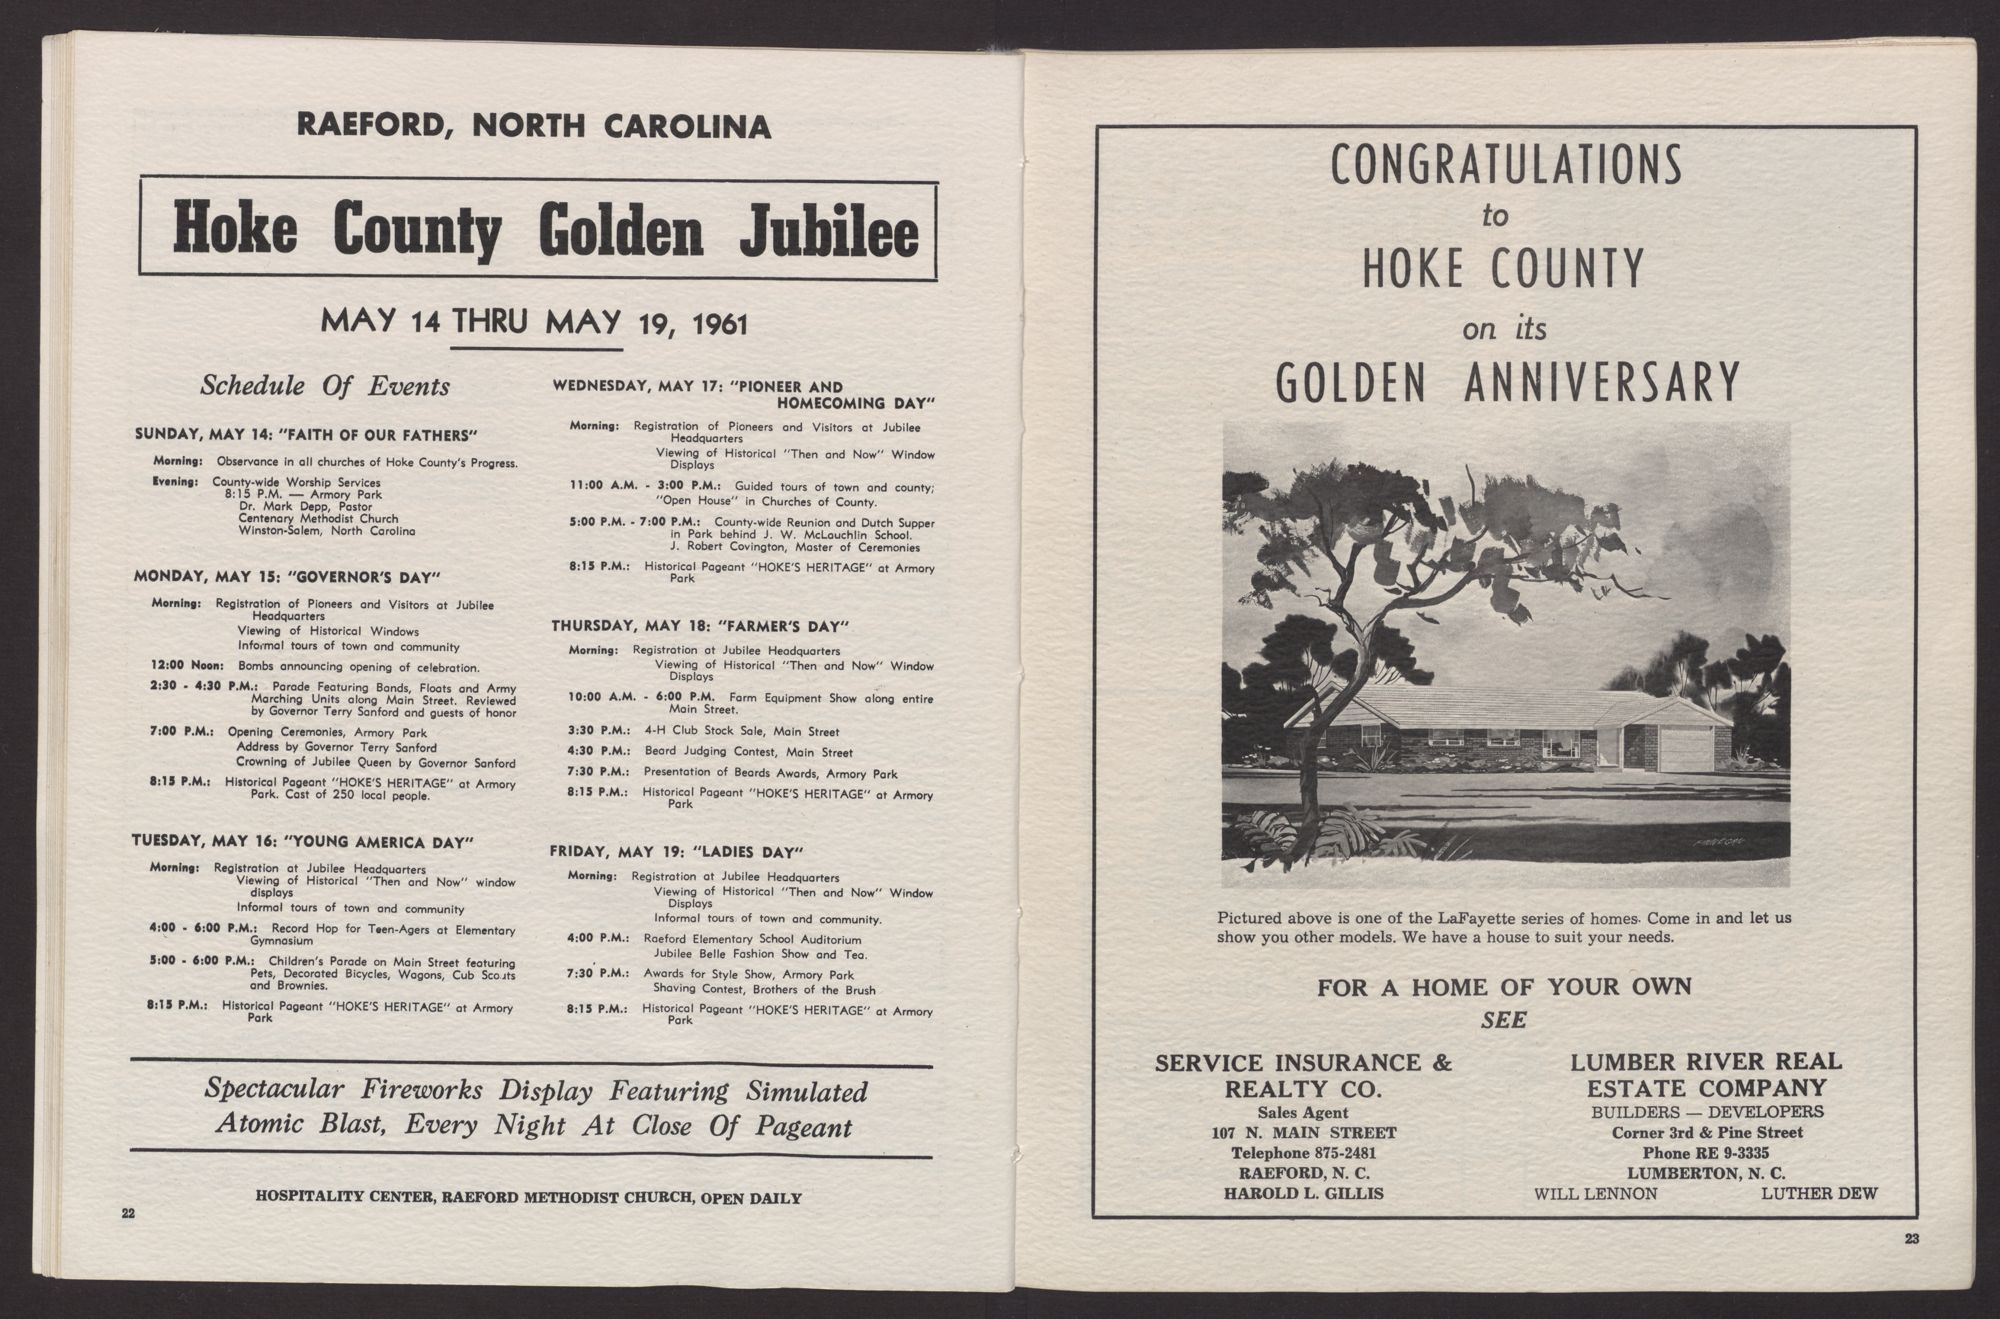 RAEFORD, NORTH CAROLINA
Hoke County Golden Jubilee
MAY 14 THRU MAY 19, 1961
Schedule Of Events
SUNDAY, MAY 14: "FAITH OF OUR FATHERS"
Morning: Observance in all churches of Hoke County's Progress.
Evening: County-wide Worship Services
8:15 P.M. — Armory Park
Dr. Mark Depp, Pastor
Centenary Methodist Church
Winston-Salem, North Carolina
MONDAY, MAY 15: "GOVERNOR'S DAY"
Morning: Registration of Pioneers and Visitors at Jubilee
Headquarters
Viewing of Historical Windows
Informal tours of town and community
12:00 Noon: Bombs announcing opening of celebration.
2:30 - 4:30 P.M.: Parade Featuring Bands, Floats and Army
Marching Units along Main Street. Reviewed
by Governor Terry Sanford and guests of honor
7:00 P.M.: Opening Ceremonies, Armory Park
Address by Governor Terry Sanford
Crowning of Jubilee Queen by Governor Sanford
8:15 P.M.: Historical Pageant "HOKE'S HERITAGE" at Armory
Park. Cast of 250 local people.
TUESDAY, MAY 16: "YOUNG AMERICA DAY"
Morning: Registration at Jubilee Headquarters
Viewing of Historical "Then and Now" window
displays
Informal tours of town and community
4:00 - 6:00 P.M.: Record Hop for Teen-Agers at Elementary
Gymnasium
5:00 - 6:00 P.M.: Children's Parade on Main Street featuring
Pets, Decorated Bicycles, Wagons, Cub Scouts
and Brownies.
8:15 P.M.: Historical Pageant "HOKE'S HERITAGE" at Armory
Park
WEDNESDAY, MAY 17: "PIONEER AND
HOMECOMING DAY"
Morning: Registration of Pioneers and Visitors at Jubilee
Headquarters
Viewing of Historical "Then and Now" Window
Displays
11:00 A.M. - 3:00 P.M.: Guided tours of town and county;
"Open House" in Churches of County.
5:00 P.M. - 7:00 P.M.: County-wide Reunion and Dutch Supper
in Park behind J. W. McLauchlin School.
J. Robert Covington, Master of Ceremonies
8:15 P.M.: Historical Pageant "HOKE'S HERITAGE" at Armory
Park
THURSDAY, MAY 18: "FARMER'S DAY"
Morning: Registration at Jubilee Headquarters
Viewing of Historical "Then and Now" Window
Displays
10:00 A.M. - 6:00 P.M. Farm Equipment Show along entire
Main Street.
3:30 P.M.: 4-H Club Stock Sale, Main Street
4:30 P.M.: Beard Judging Contest, Main Street
7:30 P.M.: Presentation of Beards Awards, Armory Park
8:15 P.M.: Historical Pageant "HOKE'S HERITAGE" at Armory
Park
FRIDAY, MAY 19: "LADIES DAY"
Morning: Registration at Jubilee Headquarters
Viewing of Historical "Then and Now" Window
Displays
Informal tours of town and community.
4:00 P.M.: Raeford Elementary School Auditorium
Jubilee Belle Fashion Show and Tea.
7:30 P.M.: Awards for Style Show, Armory Park
Shaving Contest, Brothers of the Brush
8:15 P.M.: Historical Pageant "HOKE'S HERITAGE" at Armory
Park
Spectacular Fireworks Display Featuring Simulated
Atomic Blast, Every Night At Close Of Pageant
HOSPITALITY CENTER, RAEFORD METHODIST CHURCH, OPEN DAILY
22
CONGRATULATIONS
to
HOKE COUNTY
on its
GOLDEN ANNIVERSARY
Pictured above is one of the LaFayette series of homes. Come in and let us
show you other models. We have a house to suit your needs.
FOR A HOME OF YOUR OWN
SEE
SERVICE INSURANCE &
REALTY CO.
Sales Agent
107 N. MAIN STREET
Telephone 875-2481
RAEFORD, N. C.
HAROLD L. GILLIS
LUMBER RIVER REAL
ESTATE COMPANY
BUILDERS — DEVELOPERS
Corner 3rd & Pine Street
Phone RE 9-3335
LUMBERTON, N. C.
WILL LENNON LUTHER DEW
23